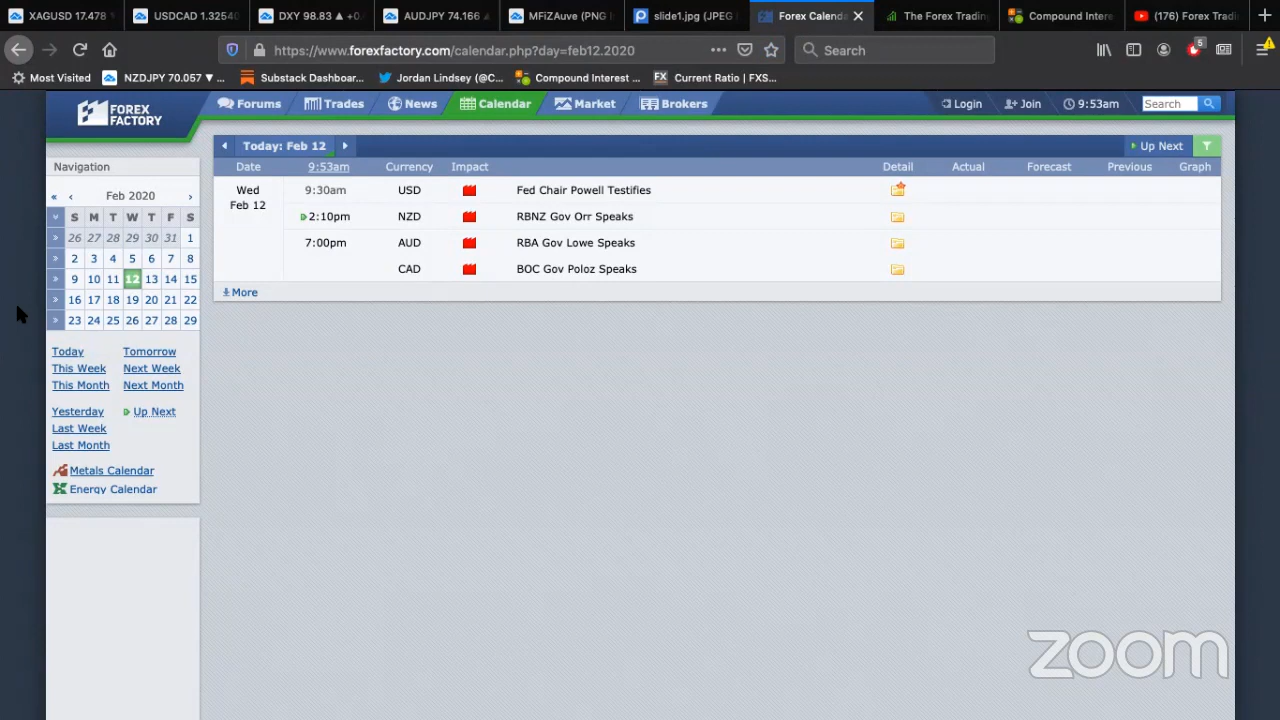 XAGUSD 17.478
USDCAD 1.32540
DXY 98.83 ▲ +0.
AUDJPY 74.166 ▲
MFiZAuve (PNG I
slide1.jpg (JPEG I
Forex Calenda
The Forex Tradin
Compound Intere
(176) Forex Tradi
https://www.forexfactory.com/calendar.php?day=feb12.2020
Search
5
Most Visited
NZDJPY 70.057 ▼ ...
Substack Dashboar...
Jordan Lindsey (@C...
Compound Interest ...
FX Current Ratio | FXS...
FOREX FACTORY
Forums
Trades
News
Calendar
Market
Brokers
Login
Join
9:53am
Search
Navigation
Feb 2020
S M T W T F S
26 27 28 29 30 31 1
2 3 4 5 6 7 8
9 10 11 12 13 14 15
16 17 18 19 20 21 22
23 24 25 26 27 28 29
Today Tomorrow
This Week Next Week
This Month Next Month
Yesterday Up Next
Last Week
Last Month
Metals Calendar
Energy Calendar
Today: Feb 12
Up Next
Date 9:53am Currency Impact Detail Actual Forecast Previous Graph
Wed Feb 12 9:30am USD Fed Chair Powell Testifies
2:10pm NZD RBNZ Gov Orr Speaks
7:00pm AUD RBA Gov Lowe Speaks
CAD BOC Gov Poloz Speaks
More
zoom